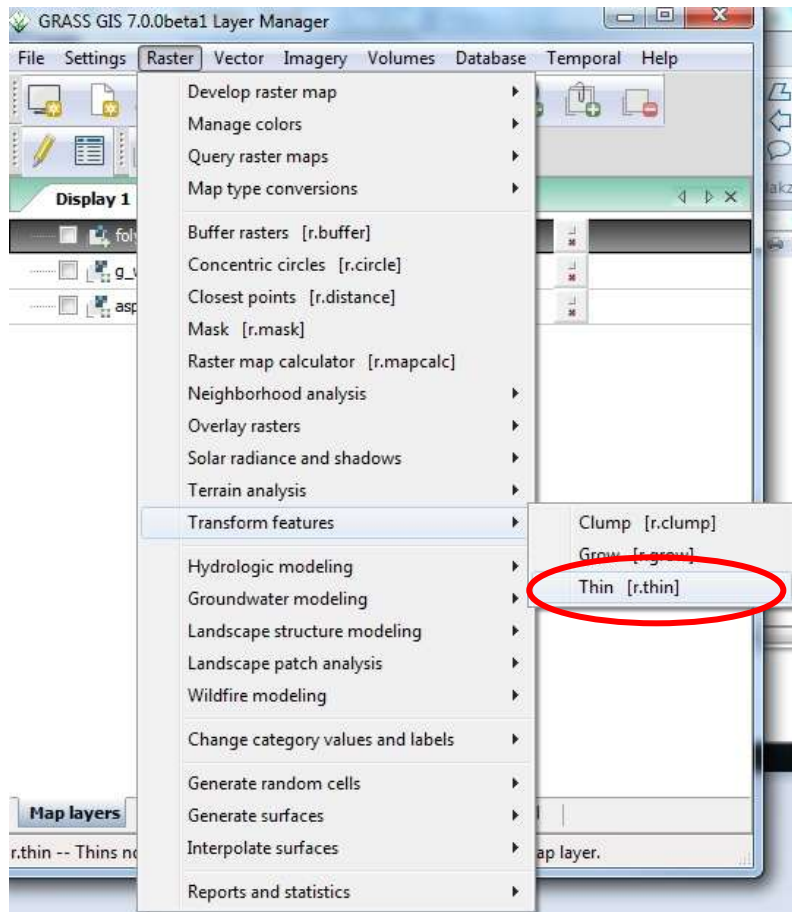 GRASS GIS 7.0.0beta1 Layer Manager
File Settings Raster Vector Imagery Volumes Database Temporal Help
Develop raster map
Manage colors
Query raster maps
Map type conversions
Display 1
Buffer rasters [r.buffer]
Concentric circles [r.circle]
Closest points [r.distance]
Mask [r.mask]
Raster map calculator [r.mapcalc]
Neighborhood analysis
Overlay rasters
Solar radiance and shadows
Terrain analysis
Transform features
Clump [r.clump]
Grow [r.grow]
Thin [r.thin]
Hydrologic modeling
Groundwater modeling
Landscape structure modeling
Landscape patch analysis
Wildfire modeling
Change category values and labels
Generate random cells
Map layers
Generate surfaces
r.thin -- Thins
Interpolate surfaces
ap layer.
Reports and statistics